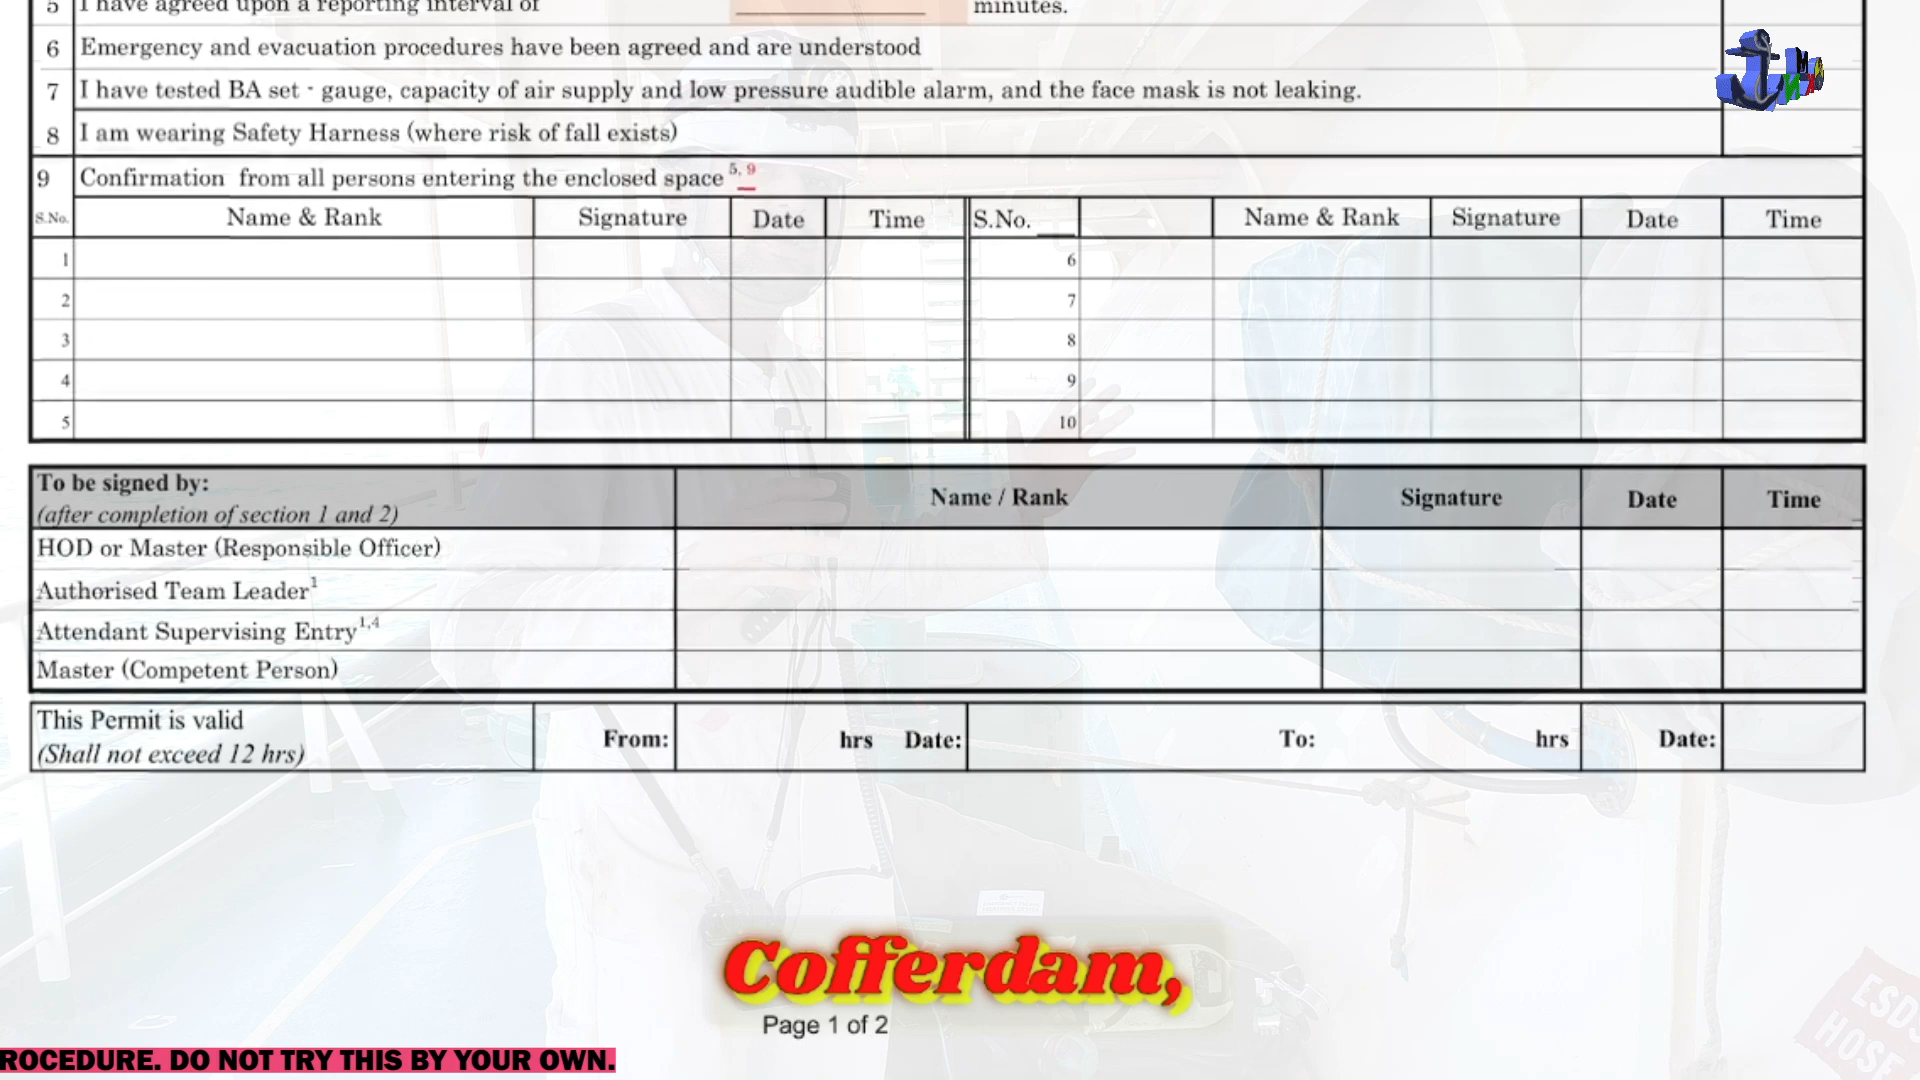 5 I have agreed upon a reporting interval of ____ minutes.
6 Emergency and evacuation procedures have been agreed and are understood
7 I have tested BA set - gauge, capacity of air supply and low pressure audible alarm, and the face mask is not leaking.
8 I am wearing Safety Harness (where risk of fall exists)
9 Confirmation from all persons entering the enclosed space 5, 9
S.No. Name & Rank Signature Date Time S.No. Name & Rank Signature Date Time
1 6
2 7
3 8
4 9
5 10
To be signed by:
(after completion of section 1 and 2) Name / Rank Signature Date Time
HOD or Master (Responsible Officer)
Authorised Team Leader1
Attendant Supervising Entry1,4
Master (Competent Person)
This Permit is valid
(Shall not exceed 12 hrs) From: hrs Date: To: hrs Date:
Cofferdam,
Page 1 of 2
ROCEDURE. DO NOT TRY THIS BY YOUR OWN.
ESDS
HOSE